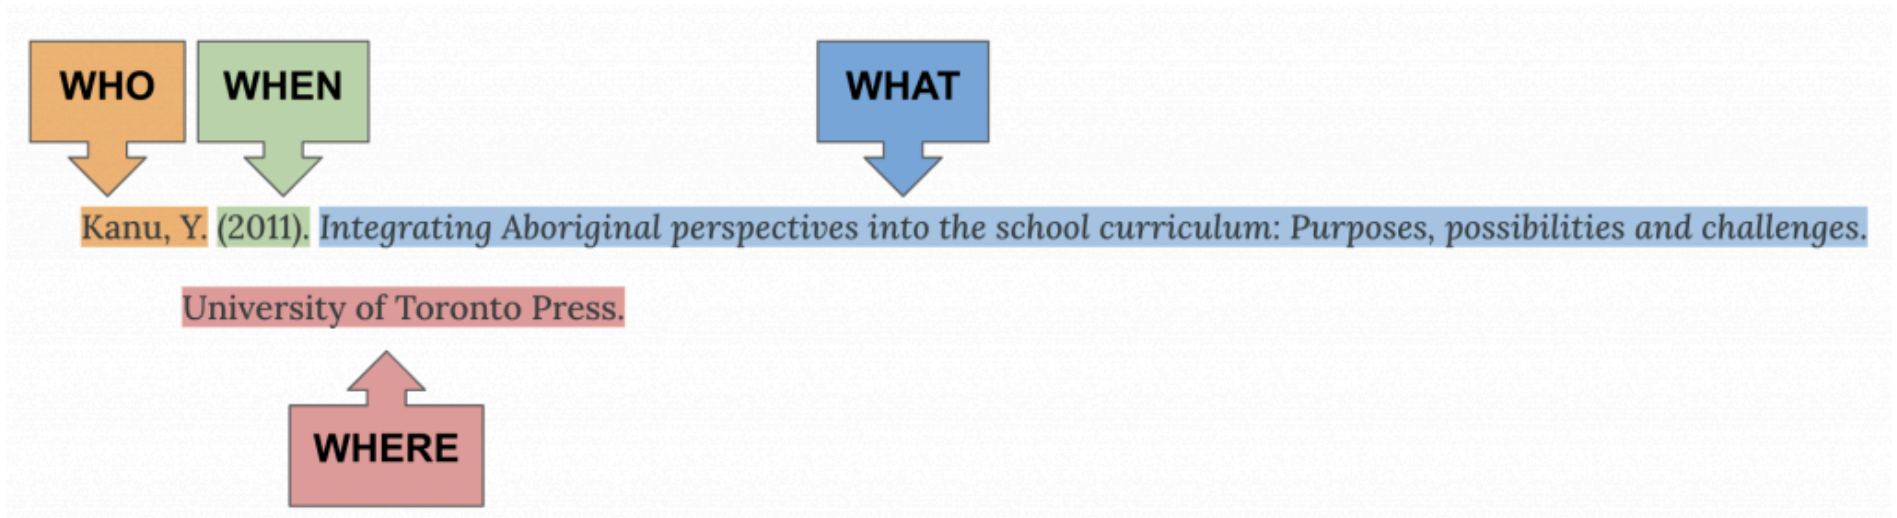 WHO WHEN WHAT
Kanu, Y. (2011). Integrating Aboriginal perspectives into the school curriculum: Purposes, possibilities and challenges.
University of Toronto Press.
WHERE